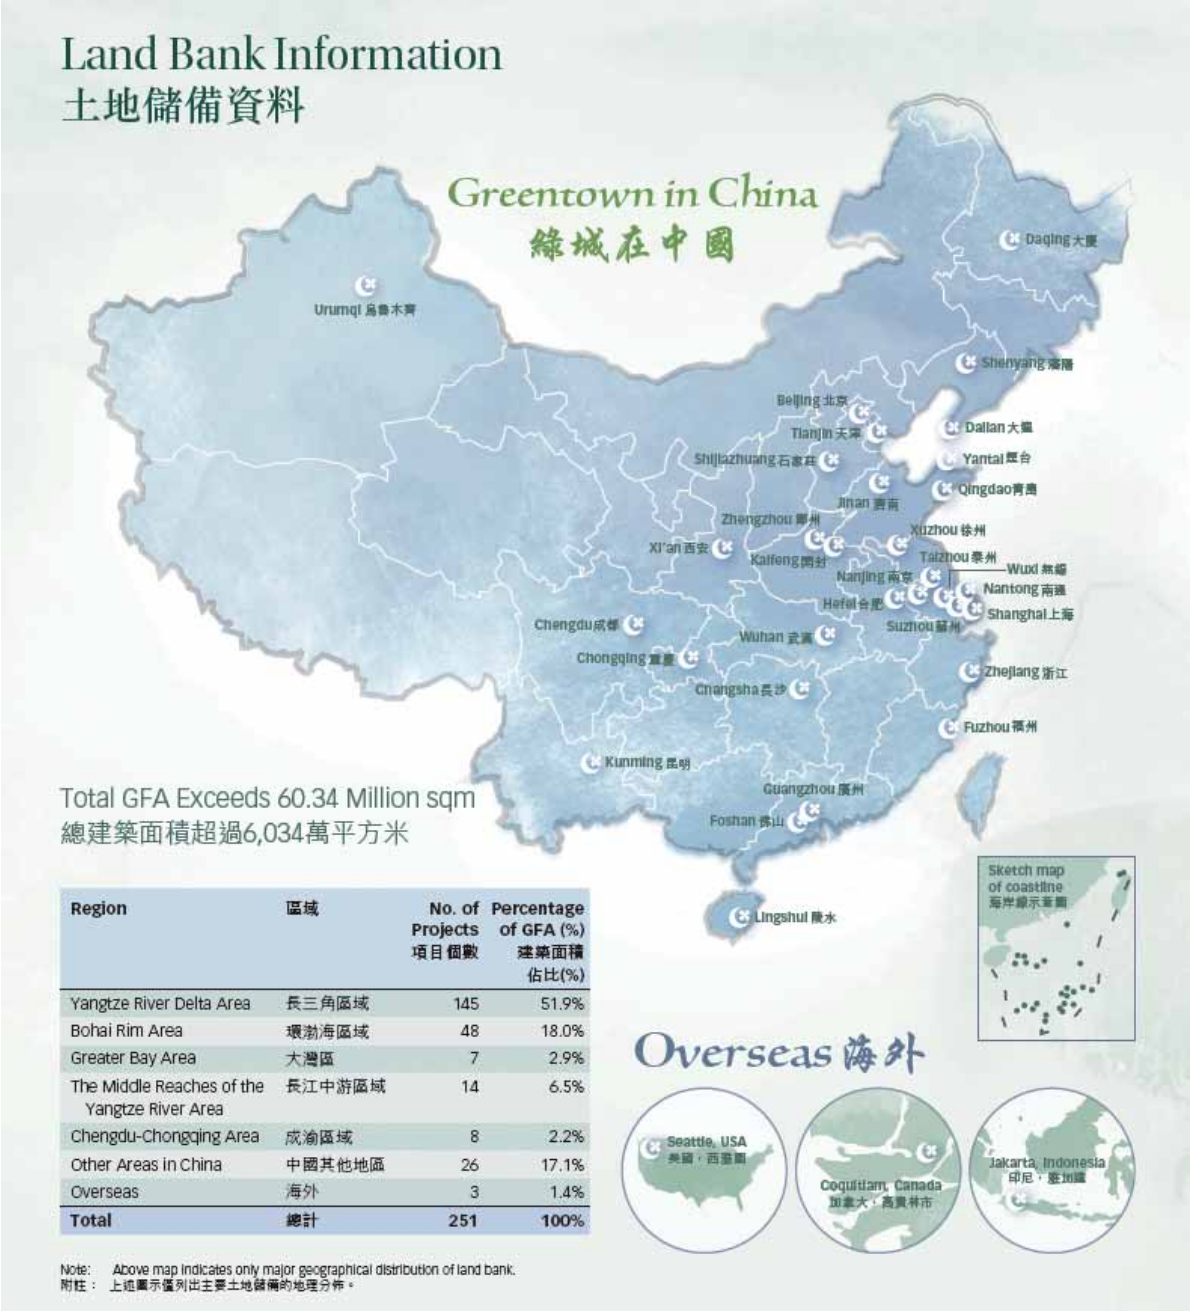 Land Bank Information
土地儲備資料
Greentown in China
綠城在中國
Daqing 大慶
Urumqi 烏魯木齊
Shenyang 瀋陽
Beijing 北京
Dalian 大連
Tianjin 天津
Shijiazhuang 石家莊
Yantai 煙台
Qingdao 青島
Jinan 濟南
Zhengzhou 鄭州
Xuzhou 徐州
Xi'an 西安
Kaifeng 開封
Taizhou 泰州
Wuxi 無錫
Nanjing 南京
Nantong 南通
Hefei 合肥
Shanghai 上海
Chengdu 成都
Suzhou 蘇州
Wuhan 武漢
Chongqing 重慶
Zhejiang 浙江
Changsha 長沙
Fuzhou 福州
Kunming 昆明
Guangzhou 廣州
Foshan 佛山
Lingshui 陵水
Total GFA Exceeds 60.34 Million sqm
總建築面積超過6,034萬平方米
Sketch map
of coastline
海岸線示意圖
Region 區域 No. of Percentage
Projects of GFA (%)
項目個數 建築面積
佔比(%)
Yangtze River Delta Area 長三角區域 145 51.9%
Bohai Rim Area 環渤海區域 48 18.0%
Greater Bay Area 大灣區 7 2.9%
The Middle Reaches of the 長江中游區域 14 6.5%
Yangtze River Area
Chengdu-Chongqing Area 成渝區域 8 2.2%
Other Areas in China 中國其他地區 26 17.1%
Overseas 海外 3 1.4%
Total 總計 251 100%
Overseas 海外
Seattle, USA
美國，西雅圖
Coquitlam, Canada
加拿大，高貴林市
Jakarta, Indonesia
印尼，雅加達
Note: Above map indicates only major geographical distribution of land bank.
附註： 上述圖示僅列出主要土地儲備的地理分佈。